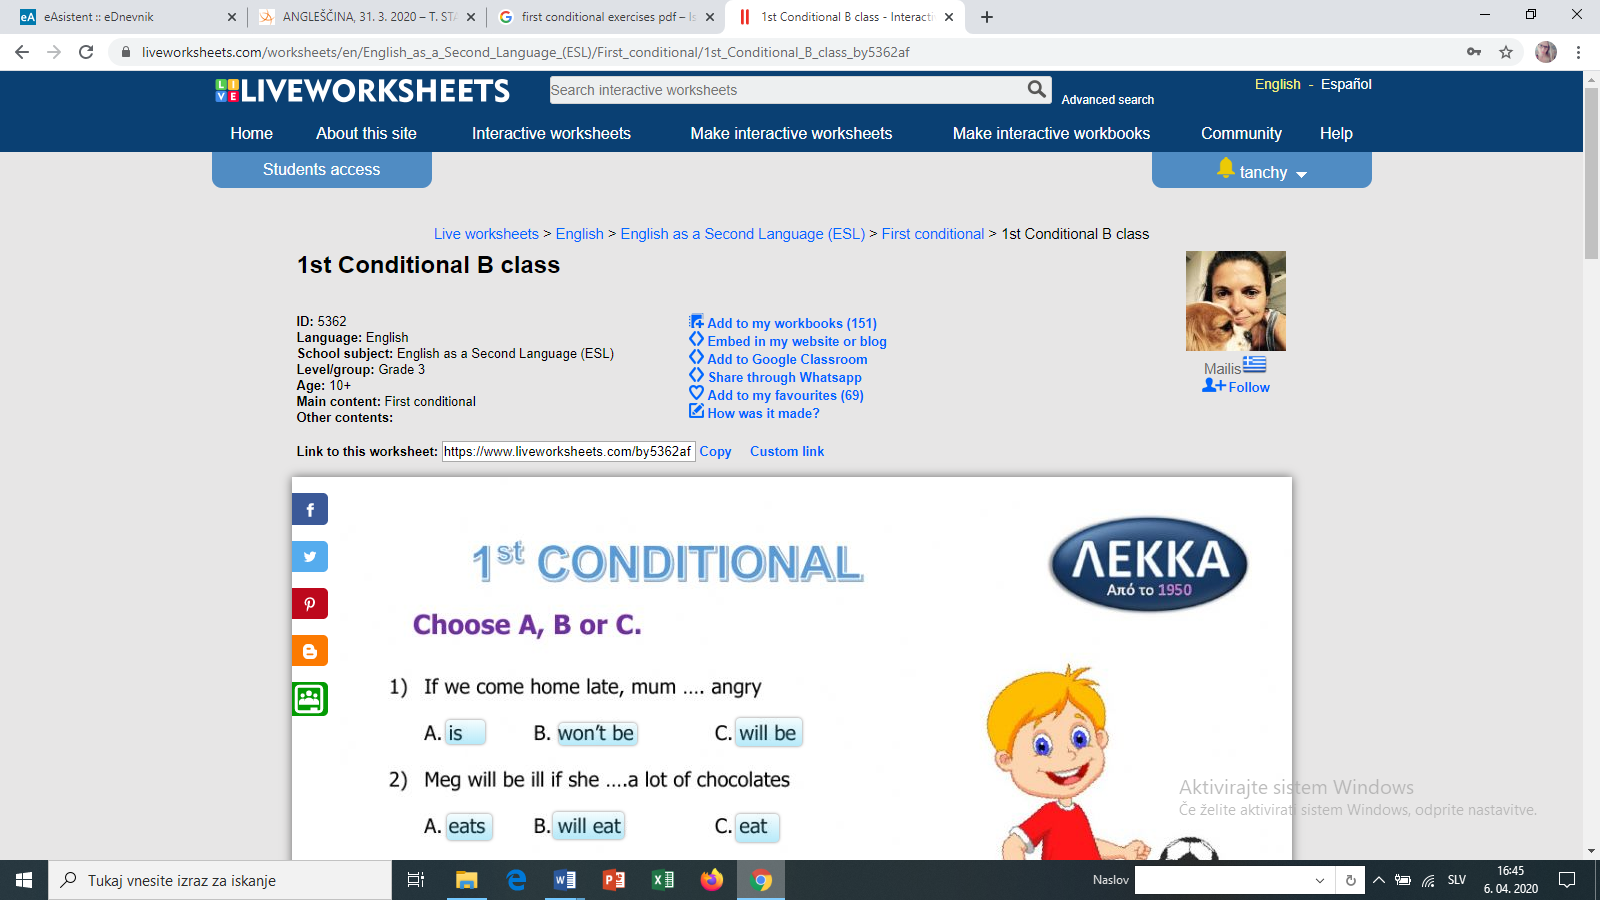 eAsistent :: eDnevnik
ANGLEŠČINA, 31. 3. 2020 – T. STA
first conditional exercises pdf – Is
1st Conditional B class - Interacti
liveworksheets.com/worksheets/en/English_as_a_Second_Language_(ESL)/First_conditional/1st_Conditional_B_class_by5362af
LIVE LIVEWORKSHEETS
Search interactive worksheets
Advanced search
English - Español
Home About this site Interactive worksheets Make interactive worksheets Make interactive workbooks Community Help
Students access
tanchy
Live worksheets > English > English as a Second Language (ESL) > First conditional > 1st Conditional B class
1st Conditional B class
ID: 5362
Language: English
School subject: English as a Second Language (ESL)
Level/group: Grade 3
Age: 10+
Main content: First conditional
Other contents:
Add to my workbooks (151)
Embed in my website or blog
Add to Google Classroom
Share through Whatsapp
Add to my favourites (69)
How was it made?
Mailis
Follow
Link to this worksheet: https://www.liveworksheets.com/by5362af Copy Custom link
1st CONDITIONAL
ΛΕΚΚΑ
Από το 1950
Choose A, B or C.
1) If we come home late, mum .... angry
A. is B. won't be C. will be
2) Meg will be ill if she ....a lot of chocolates
A. eats B. will eat C. eat
Aktivirajte sistem Windows
Če želite aktivirati sistem Windows, odprite nastavitve.
Tukaj vnesite izraz za iskanje
Naslov
SLV
16:45
6. 04. 2020